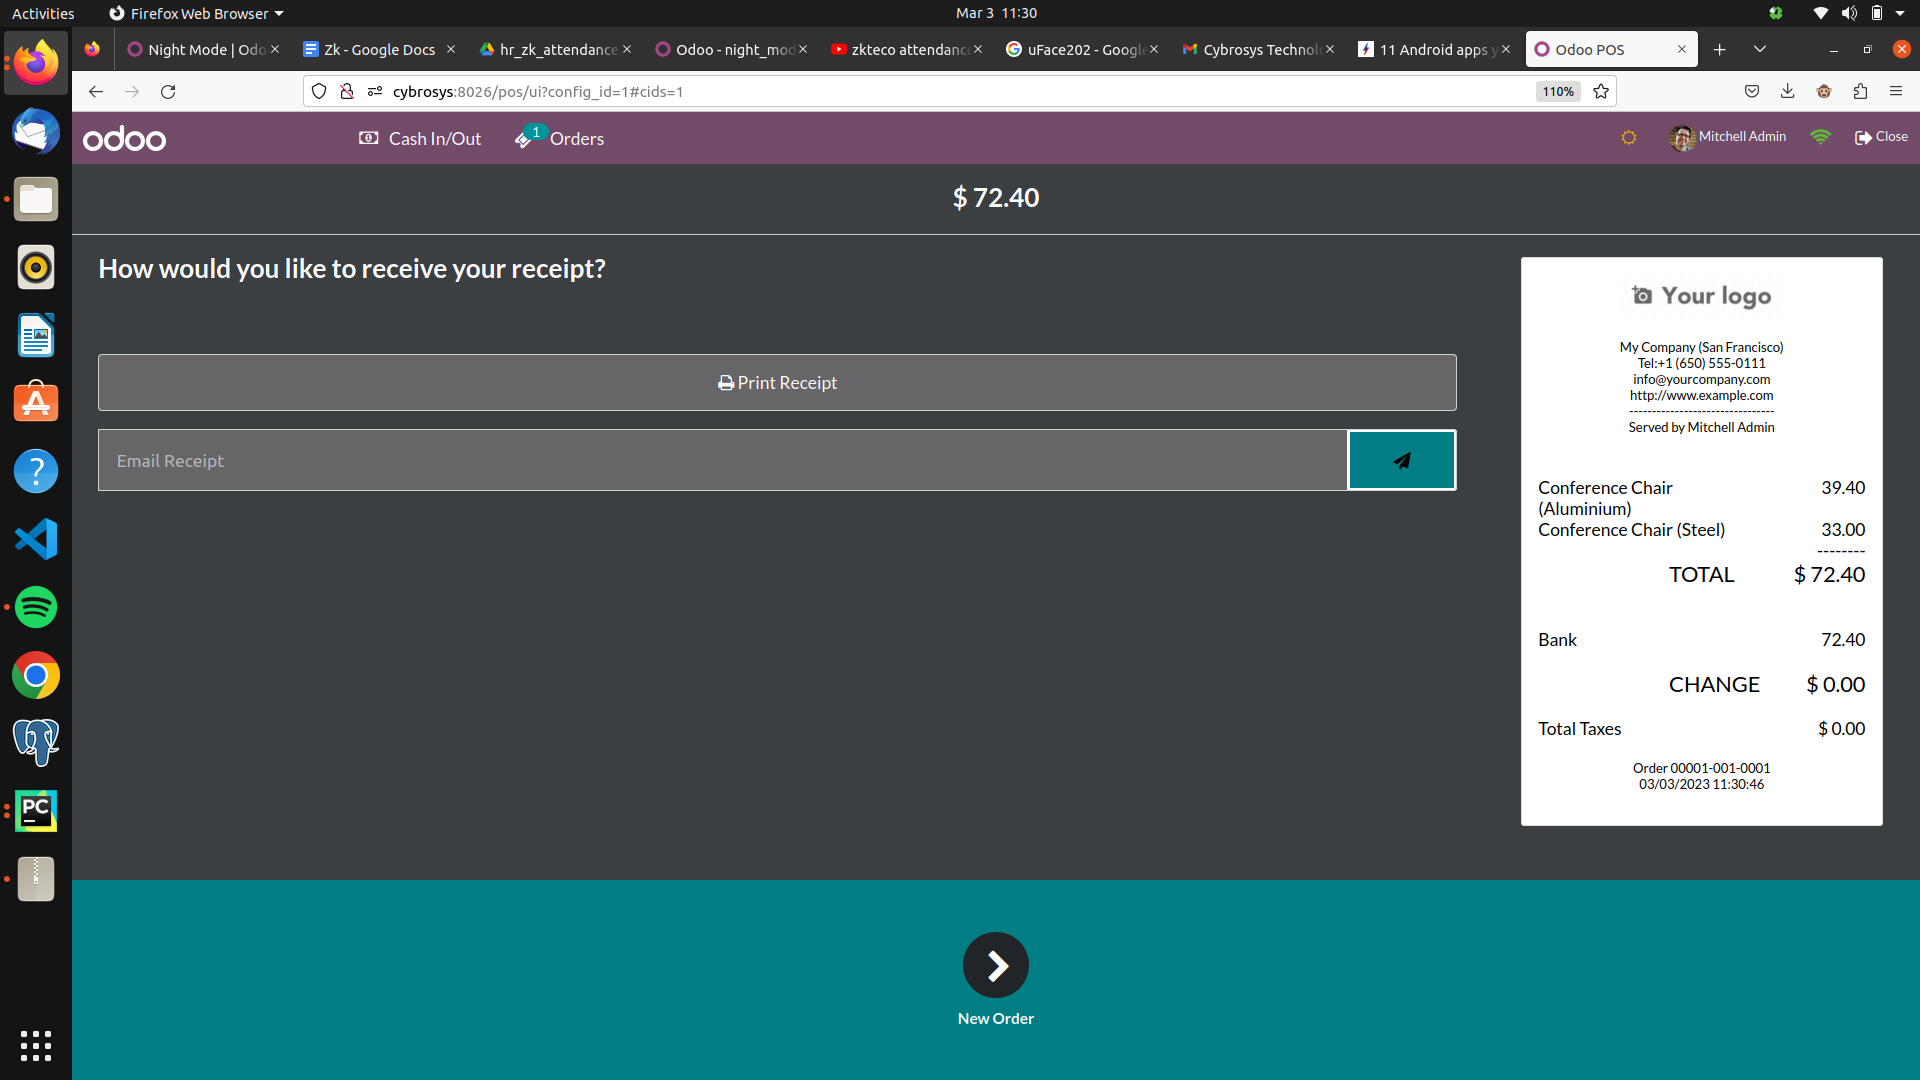 Activities
Firefox Web Browser
Mar 3 11:30
Night Mode | Odo
Zk - Google Docs
hr_zk_attendance
Odoo - night_mod
zkteco attendanc
uFace202 - Google
Cybrosys Technol
11 Android apps y
Odoo POS
cybrosys:8026/pos/ui?config_id=1#cids=1
110%
odoo
Cash In/Out
1
Orders
Mitchell Admin
Close
$ 72.40
How would you like to receive your receipt?
Print Receipt
Email Receipt
Your logo
My Company (San Francisco)
Tel:+1 (650) 555-0111
info@yourcompany.com
http://www.example.com
--------------------------------
Served by Mitchell Admin
Conference Chair 39.40
(Aluminium)
Conference Chair (Steel) 33.00
--------
TOTAL $ 72.40
Bank 72.40
CHANGE $ 0.00
Total Taxes $ 0.00
Order 00001-001-0001
03/03/2023 11:30:46
New Order
PC